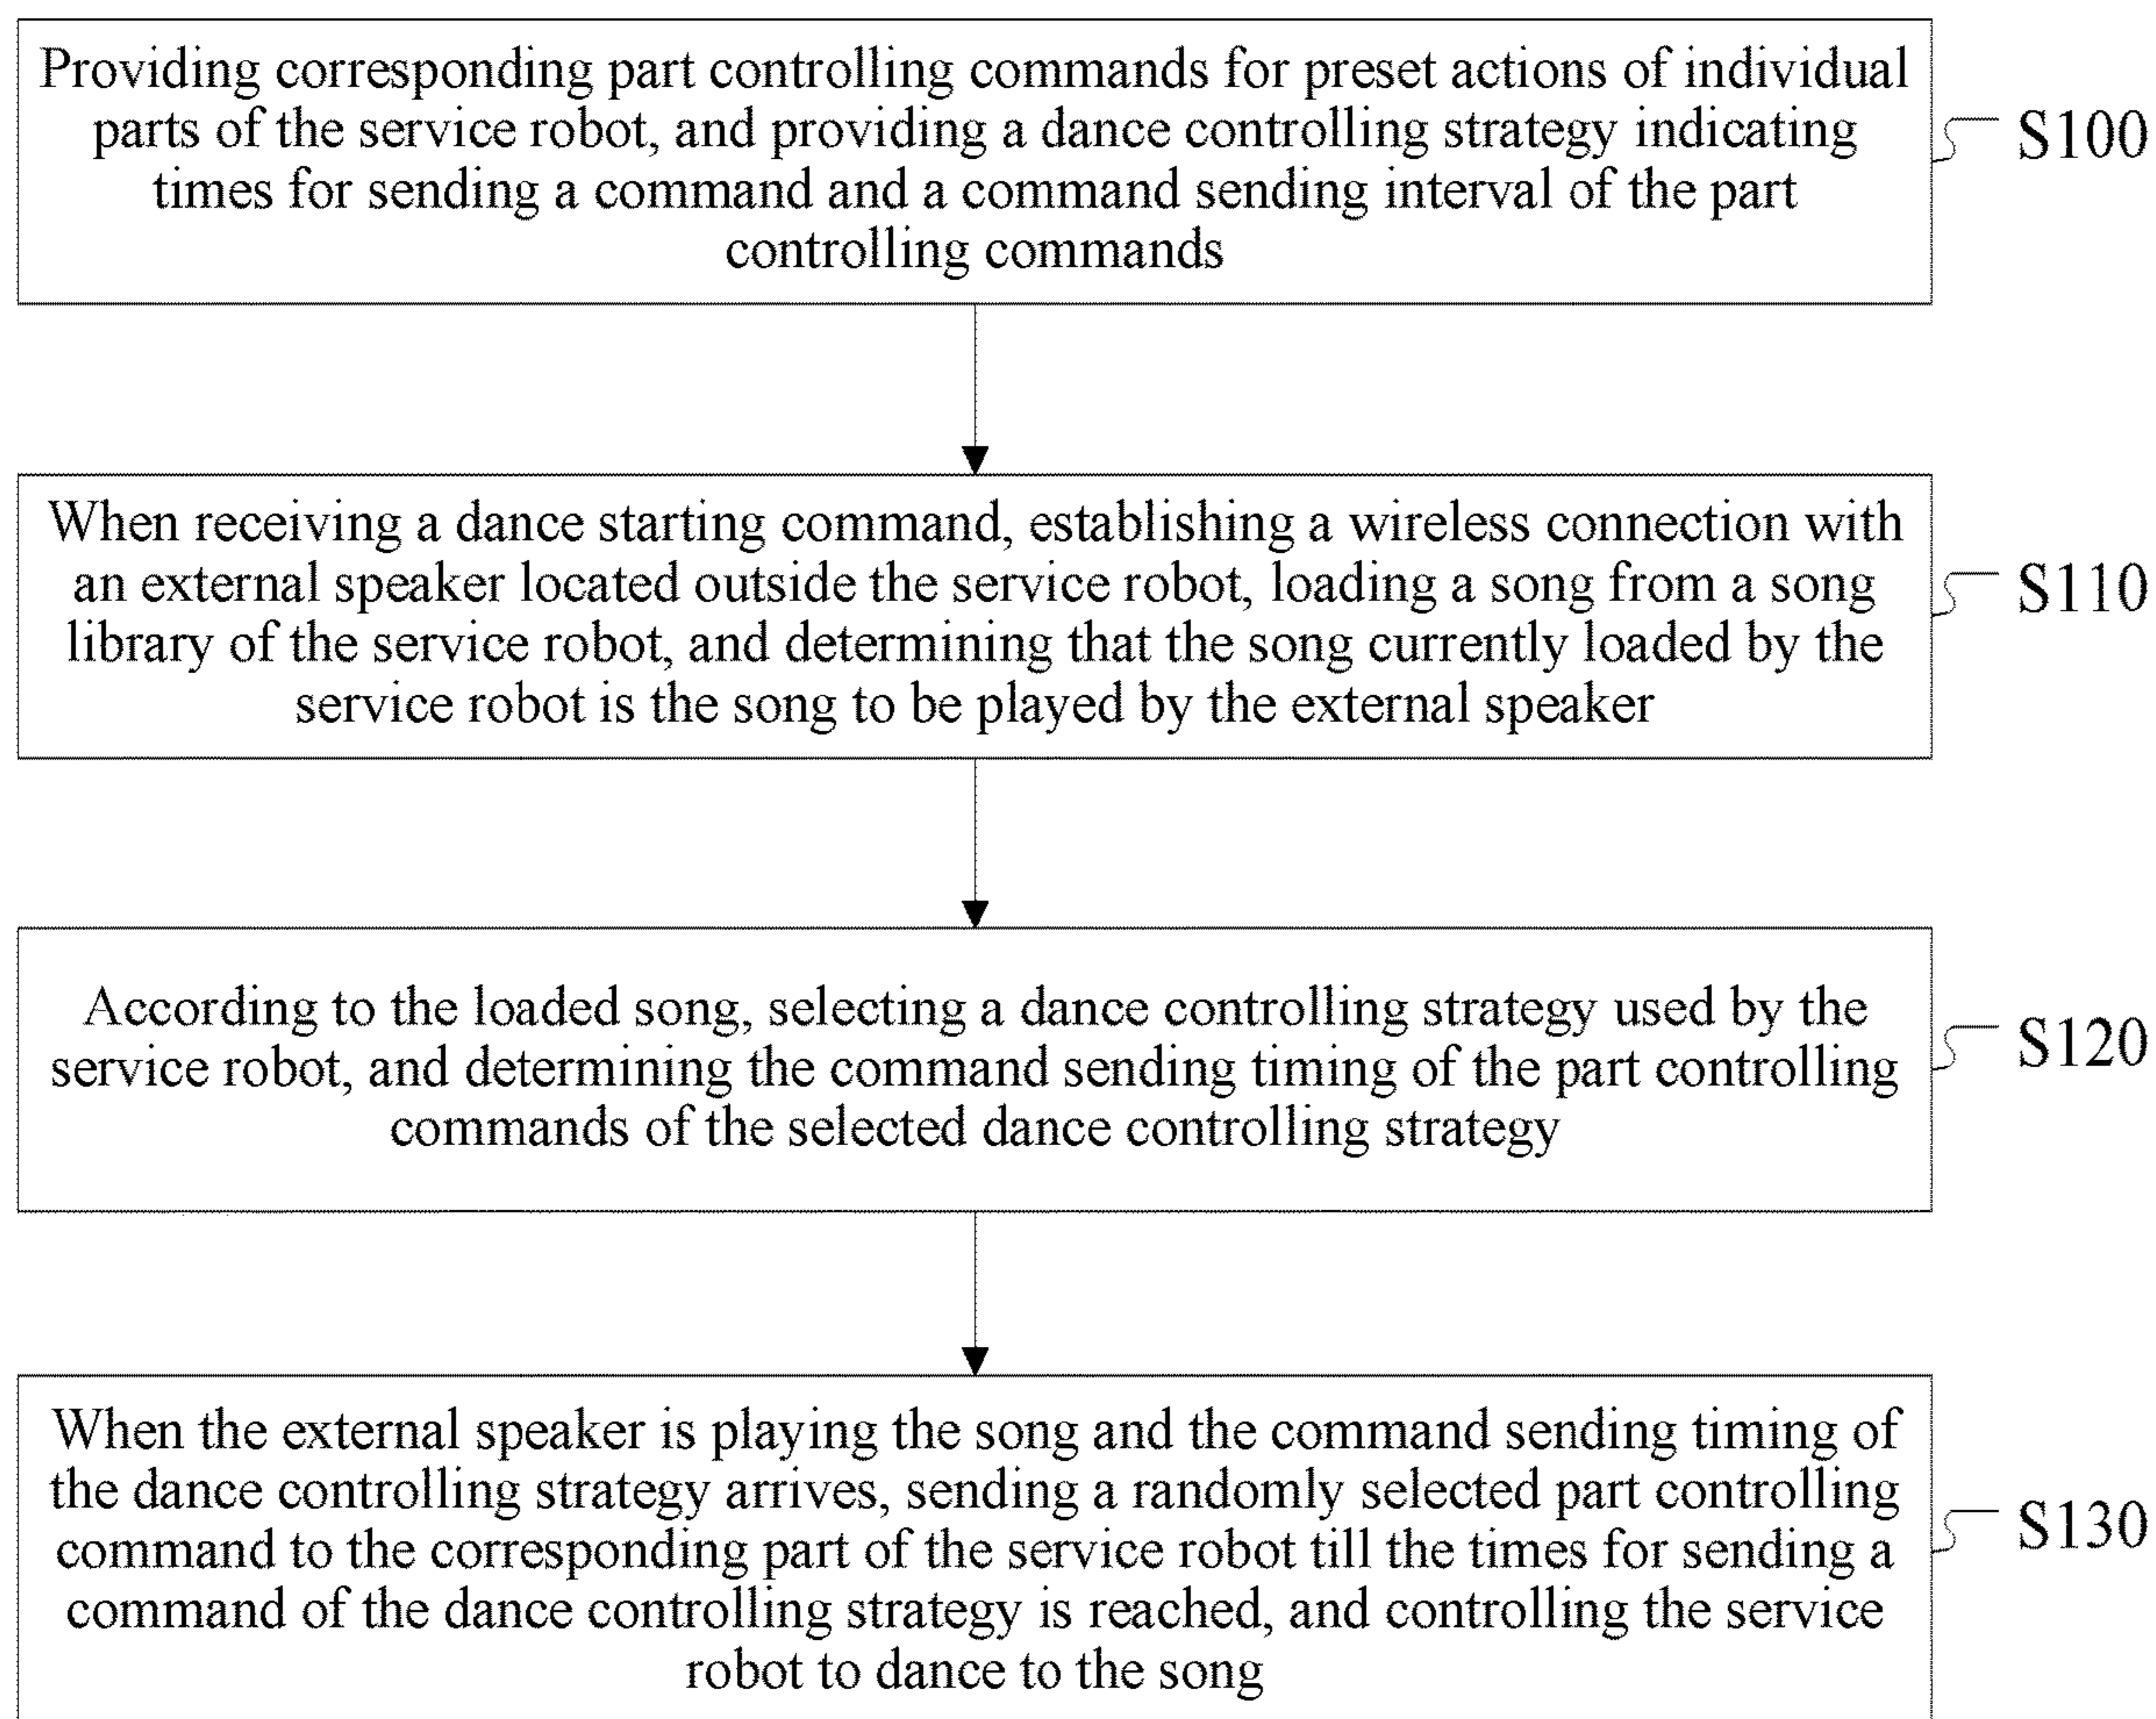 Providing corresponding part controlling commands for preset actions of individual
parts of the service robot, and providing a dance controlling strategy indicating
times for sending a command and a command sending interval of the part
controlling commands
S100
When receiving a dance starting command, establishing a wireless connection with
an external speaker located outside the service robot, loading a song from a song
library of the service robot, and determining that the song currently loaded by the
service robot is the song to be played by the external speaker
S110
According to the loaded song, selecting a dance controlling strategy used by the
service robot, and determining the command sending timing of the part controlling
commands of the selected dance controlling strategy
S120
When the external speaker is playing the song and the command sending timing of
the dance controlling strategy arrives, sending a randomly selected part controlling
command to the corresponding part of the service robot till the times for sending a
command of the dance controlling strategy is reached, and controlling the service
robot to dance to the song
S130